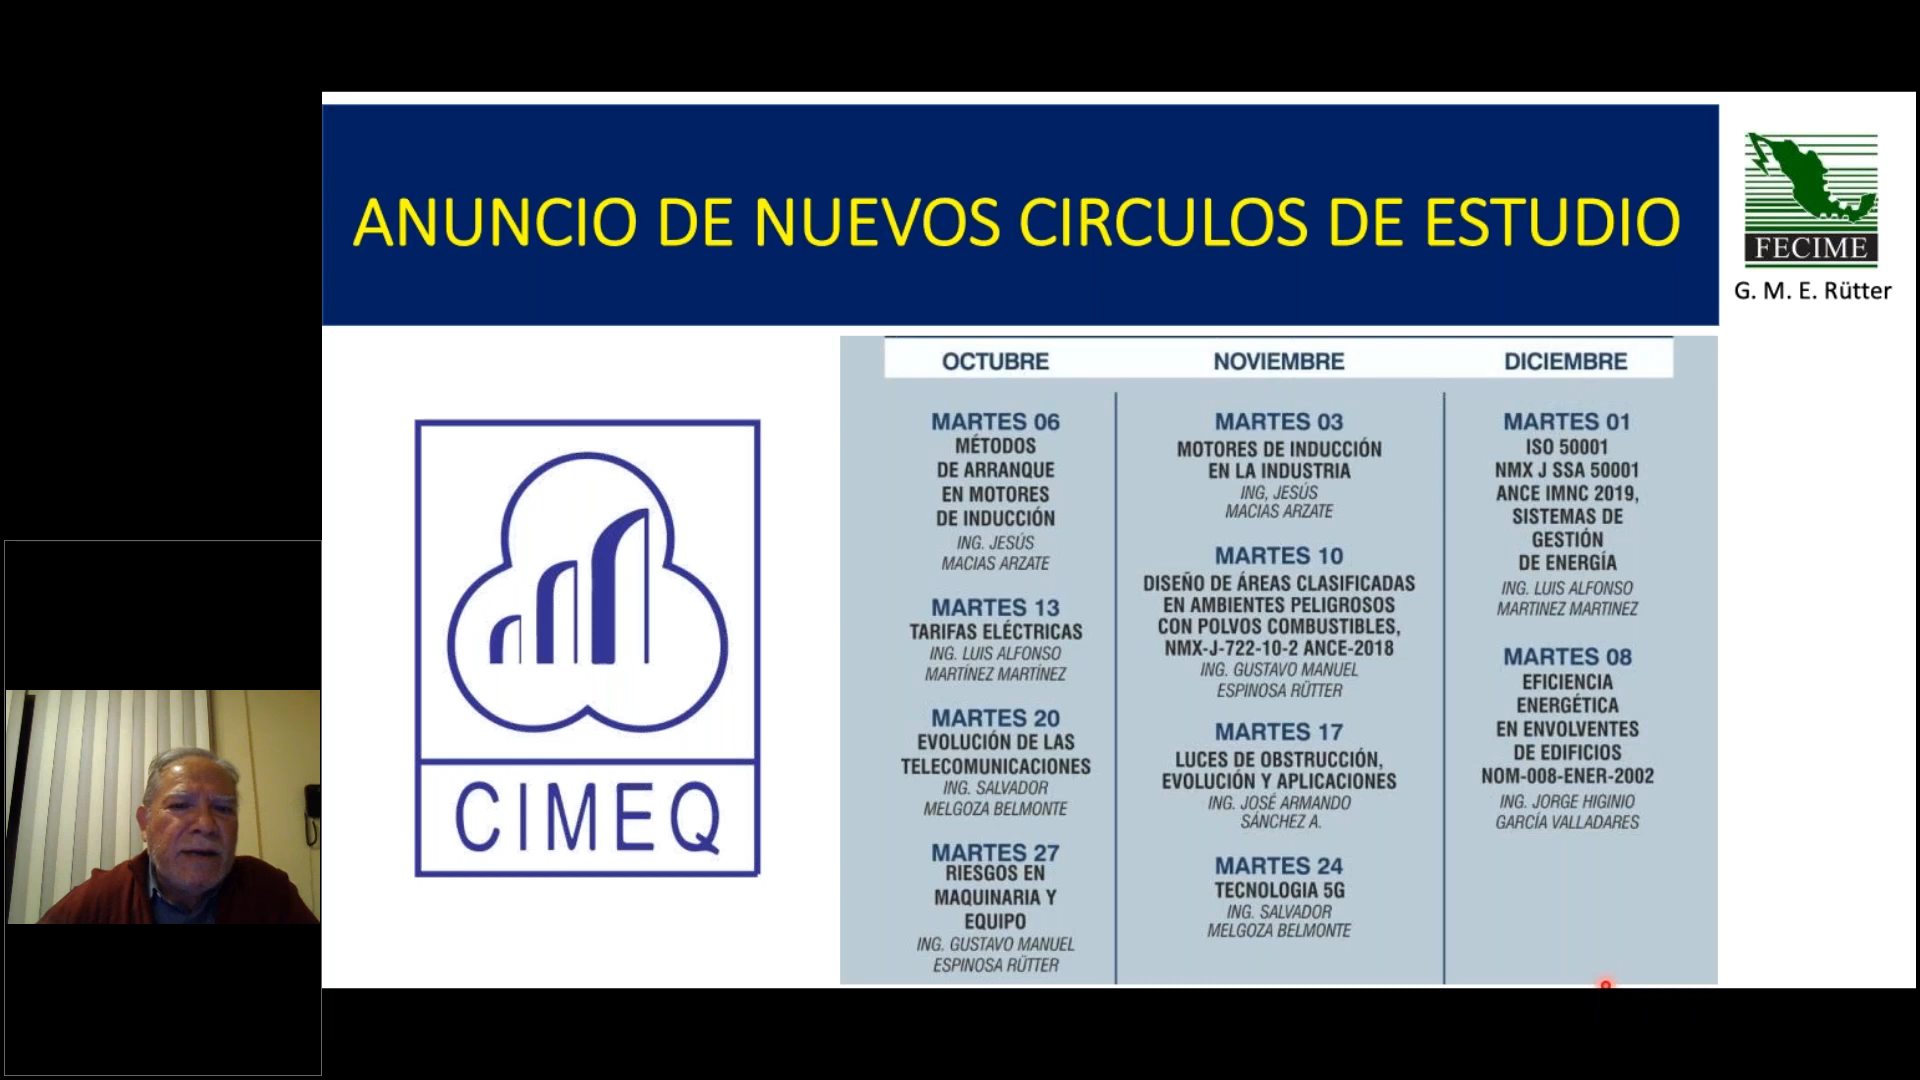 ANUNCIO DE NUEVOS CIRCULOS DE ESTUDIO
FECIME
G. M. E. Rütter
CIMEQ
OCTUBRE
MARTES 06
MÉTODOS
DE ARRANQUE
EN MOTORES
DE INDUCCIÓN
ING. JESÚS
MACIAS ARZATE
MARTES 13
TARIFAS ELÉCTRICAS
ING. LUIS ALFONSO
MARTÍNEZ MARTÍNEZ
MARTES 20
EVOLUCIÓN DE LAS
TELECOMUNICACIONES
ING. SALVADOR
MELGOZA BELMONTE
MARTES 27
RIESGOS EN
MAQUINARIA Y
EQUIPO
ING. GUSTAVO MANUEL
ESPINOSA RÜTTER
NOVIEMBRE
MARTES 03
MOTORES DE INDUCCIÓN
EN LA INDUSTRIA
ING, JESÚS
MACIAS ARZATE
MARTES 10
DISEÑO DE ÁREAS CLASIFICADAS
EN AMBIENTES PELIGROSOS
CON POLVOS COMBUSTIBLES,
NMX-J-722-10-2 ANCE-2018
ING. GUSTAVO MANUEL
ESPINOSA RÜTTER
MARTES 17
LUCES DE OBSTRUCCIÓN,
EVOLUCIÓN Y APLICACIONES
ING. JOSÉ ARMANDO
SÁNCHEZ A.
MARTES 24
TECNOLOGIA 5G
ING. SALVADOR
MELGOZA BELMONTE
DICIEMBRE
MARTES 01
ISO 50001
NMX J SSA 50001
ANCE IMNC 2019,
SISTEMAS DE
GESTIÓN
DE ENERGÍA
ING. LUIS ALFONSO
MARTINEZ MARTINEZ
MARTES 08
EFICIENCIA
ENERGÉTICA
EN ENVOLVENTES
DE EDIFICIOS
NOM-008-ENER-2002
ING. JORGE HIGINIO
GARCÍA VALLADARES